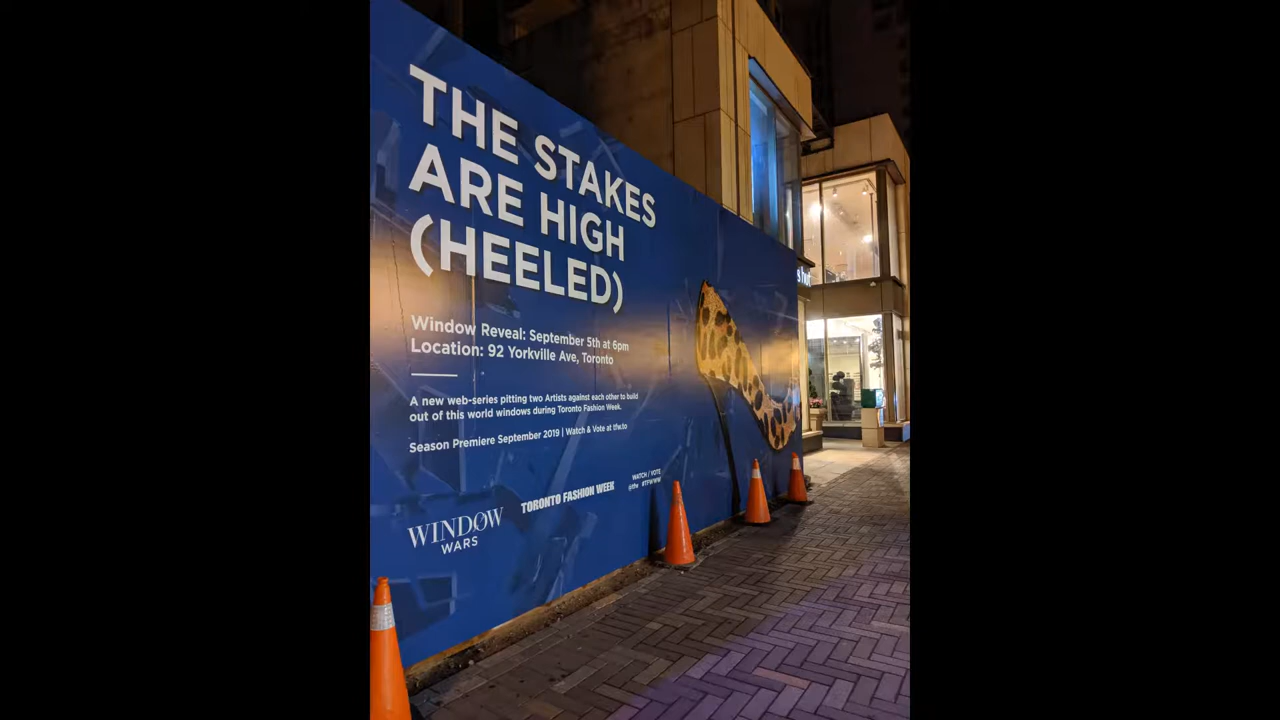 THE STAKES
ARE HIGH
(HEELED)
Window Reveal: September 5th at 6pm
Location: 92 Yorkville Ave, Toronto
A new web-series pitting two Artists against each other to build
out of this world windows during Toronto Fashion Week.
Season Premiere September 2019 | Watch & Vote at tfw.to
WATCH / VOTE
TORONTO FASHION WEEK
WINDOW
WARS